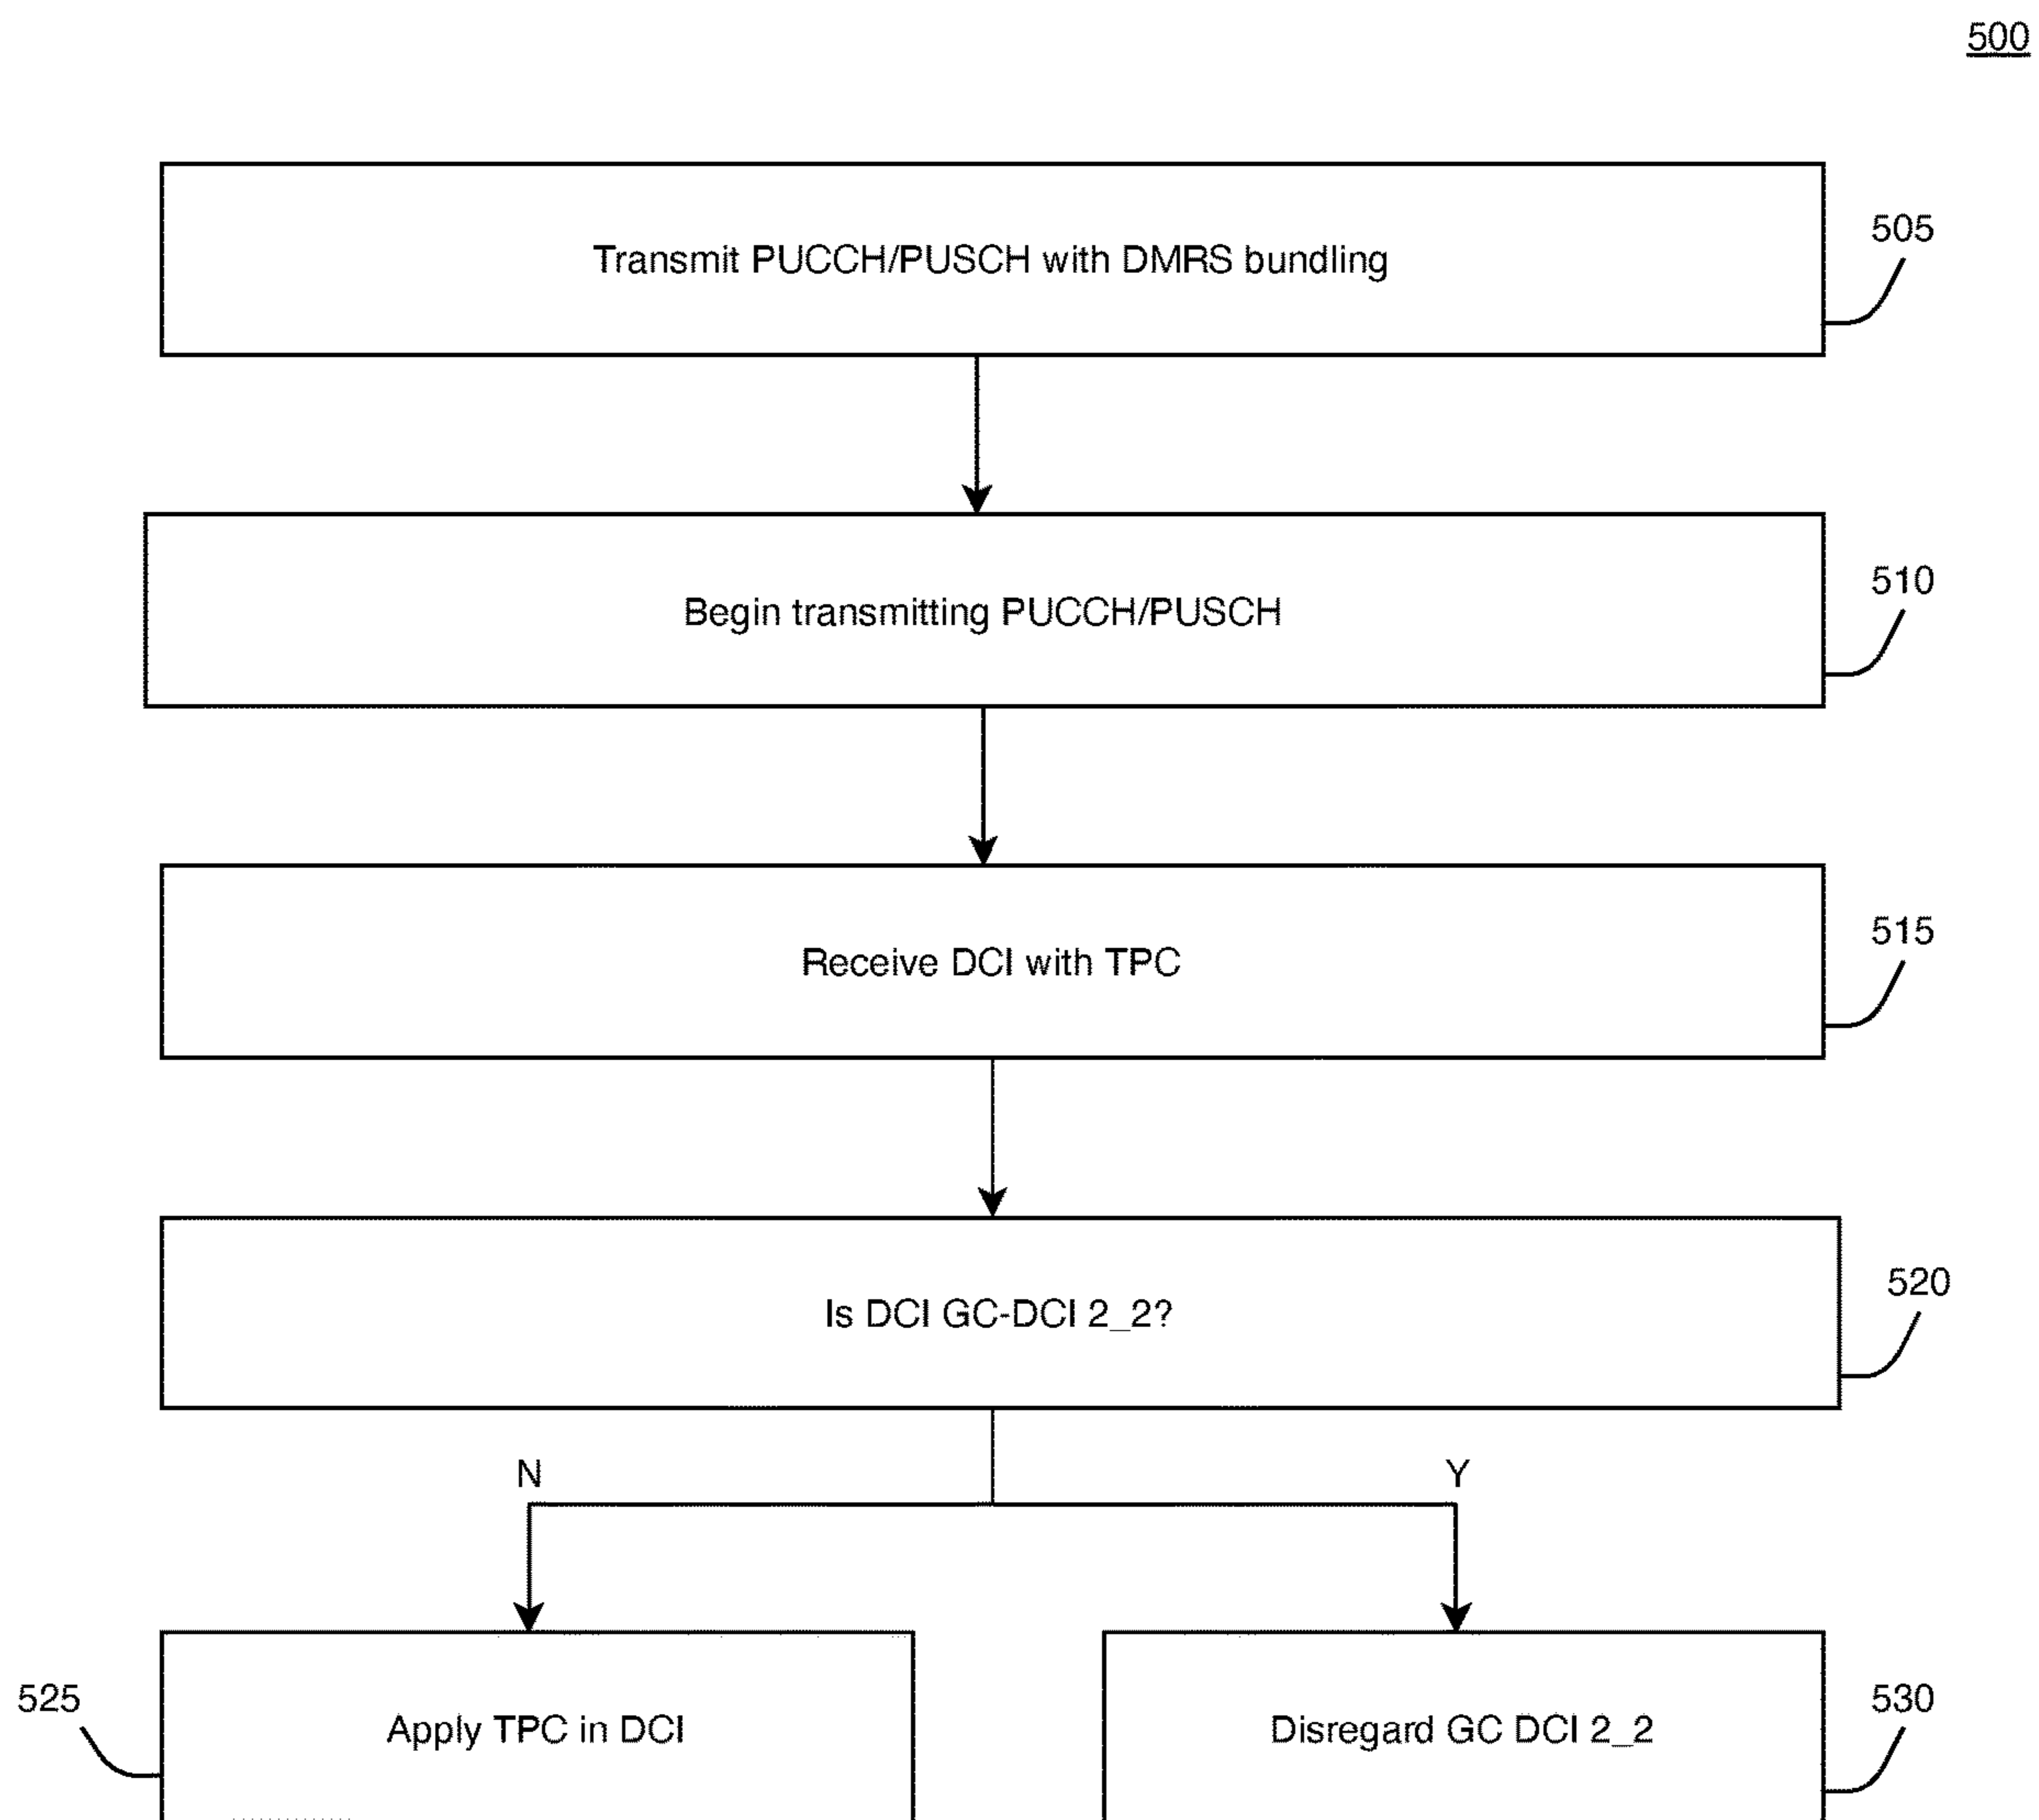 500
Transmit PUCCH/PUSCH with DMRS bundling
505
Begin transmitting PUCCH/PUSCH
510
Receive DCI with TPC
515
Is DCI GC-DCI 2_2?
520
N
Y
525
Apply TPC in DCI
Disregard GC DCI 2_2
530